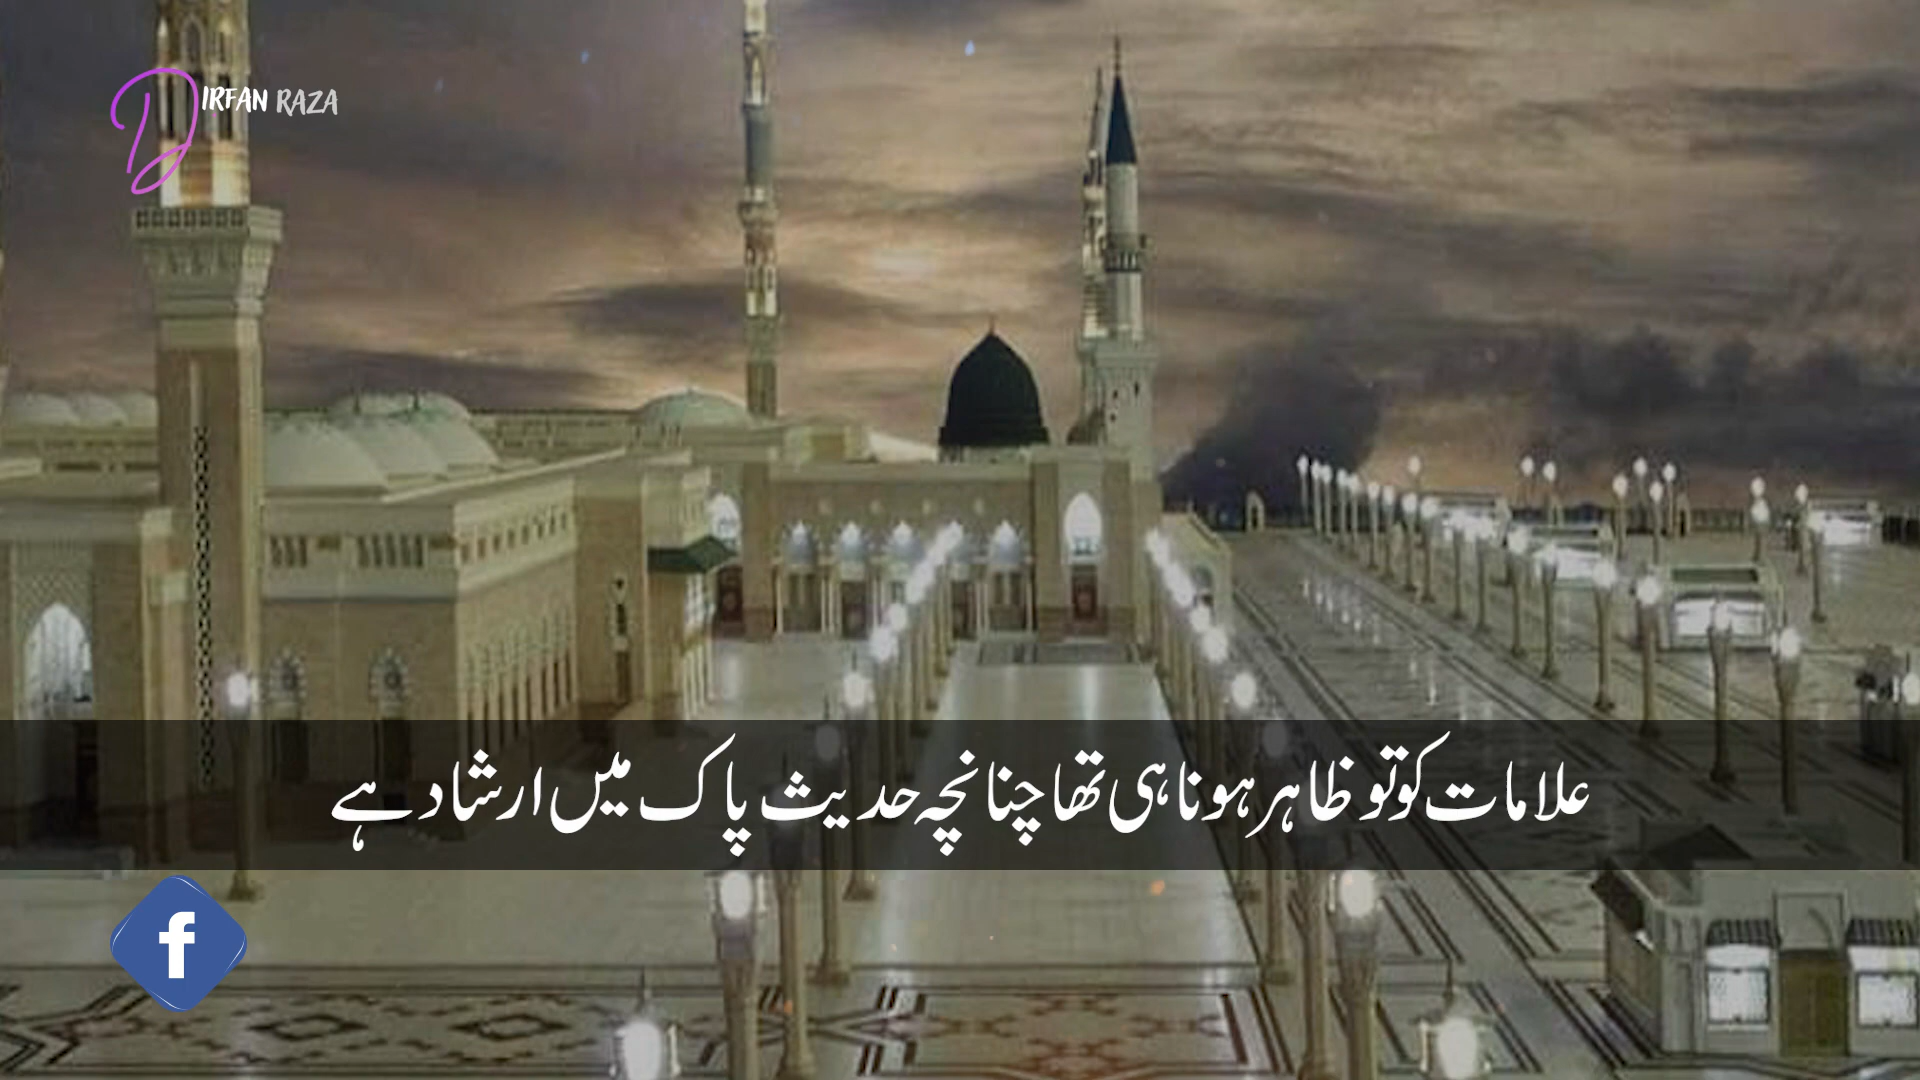 IRFAN RAZA
علامات کو تو ظاہر ہونا ہی تھا چنانچہ حدیث پاک میں ارشاد ہے
f